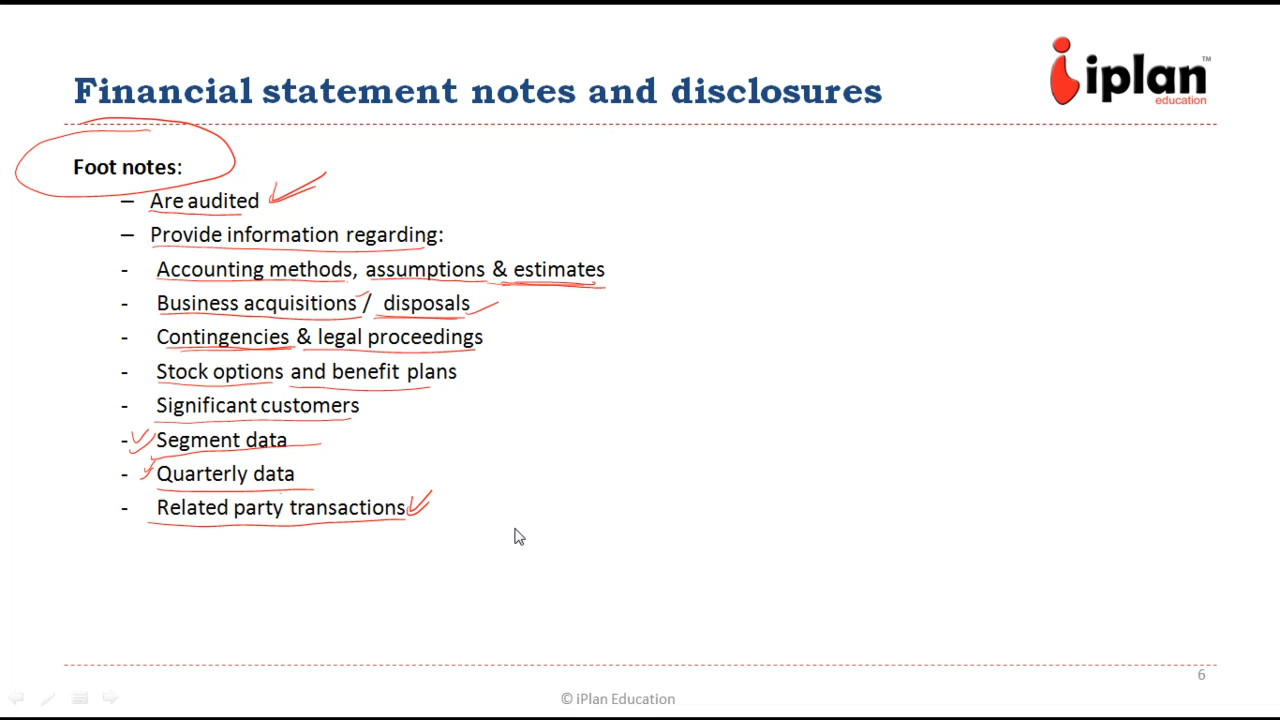 Financial statement notes and disclosures
iplan™
education
Foot notes:
– Are audited
– Provide information regarding:
- Accounting methods, assumptions & estimates
- Business acquisitions / disposals
- Contingencies & legal proceedings
- Stock options and benefit plans
- Significant customers
- Segment data
- Quarterly data
- Related party transactions
6
© iPlan Education